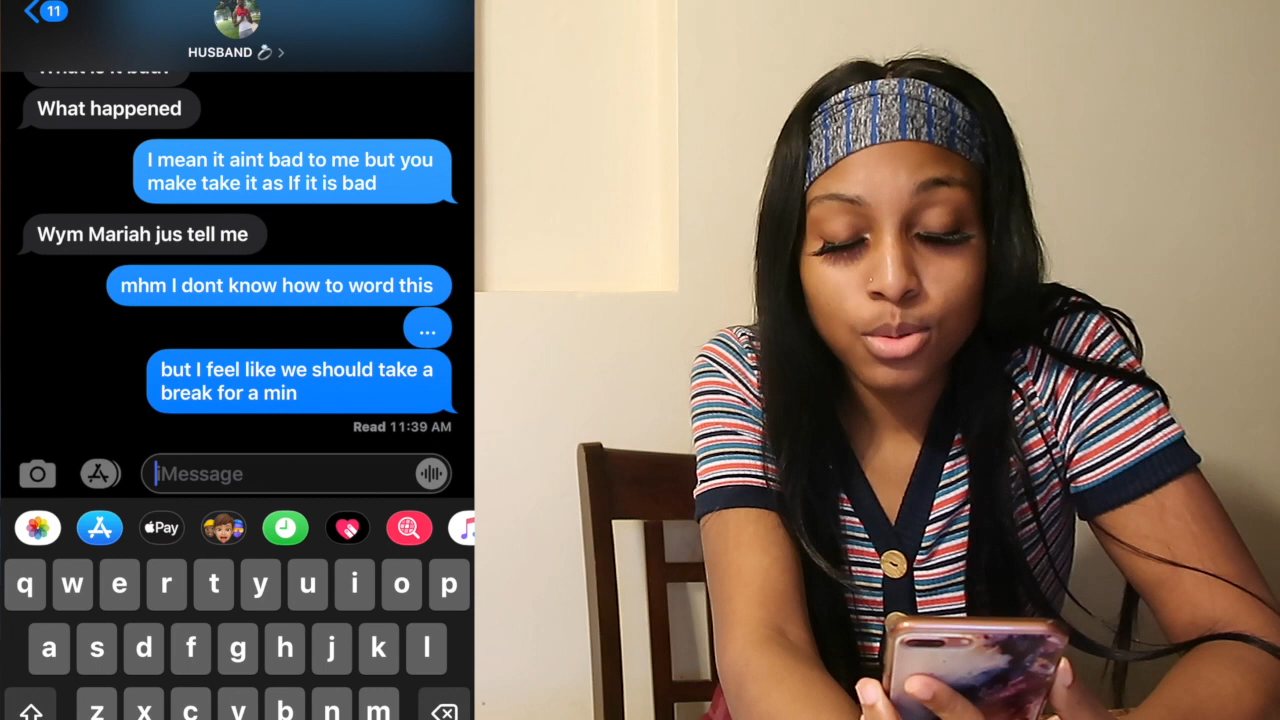 11
HUSBAND
What happened
I mean it aint bad to me but you
make take it as If it is bad
Wym Mariah jus tell me
mhm I dont know how to word this
...
but I feel like we should take a
break for a min
Read 11:39 AM
iMessage
Pay
q w e r t y u i o p
a s d f g h j k l
z x c v b n m